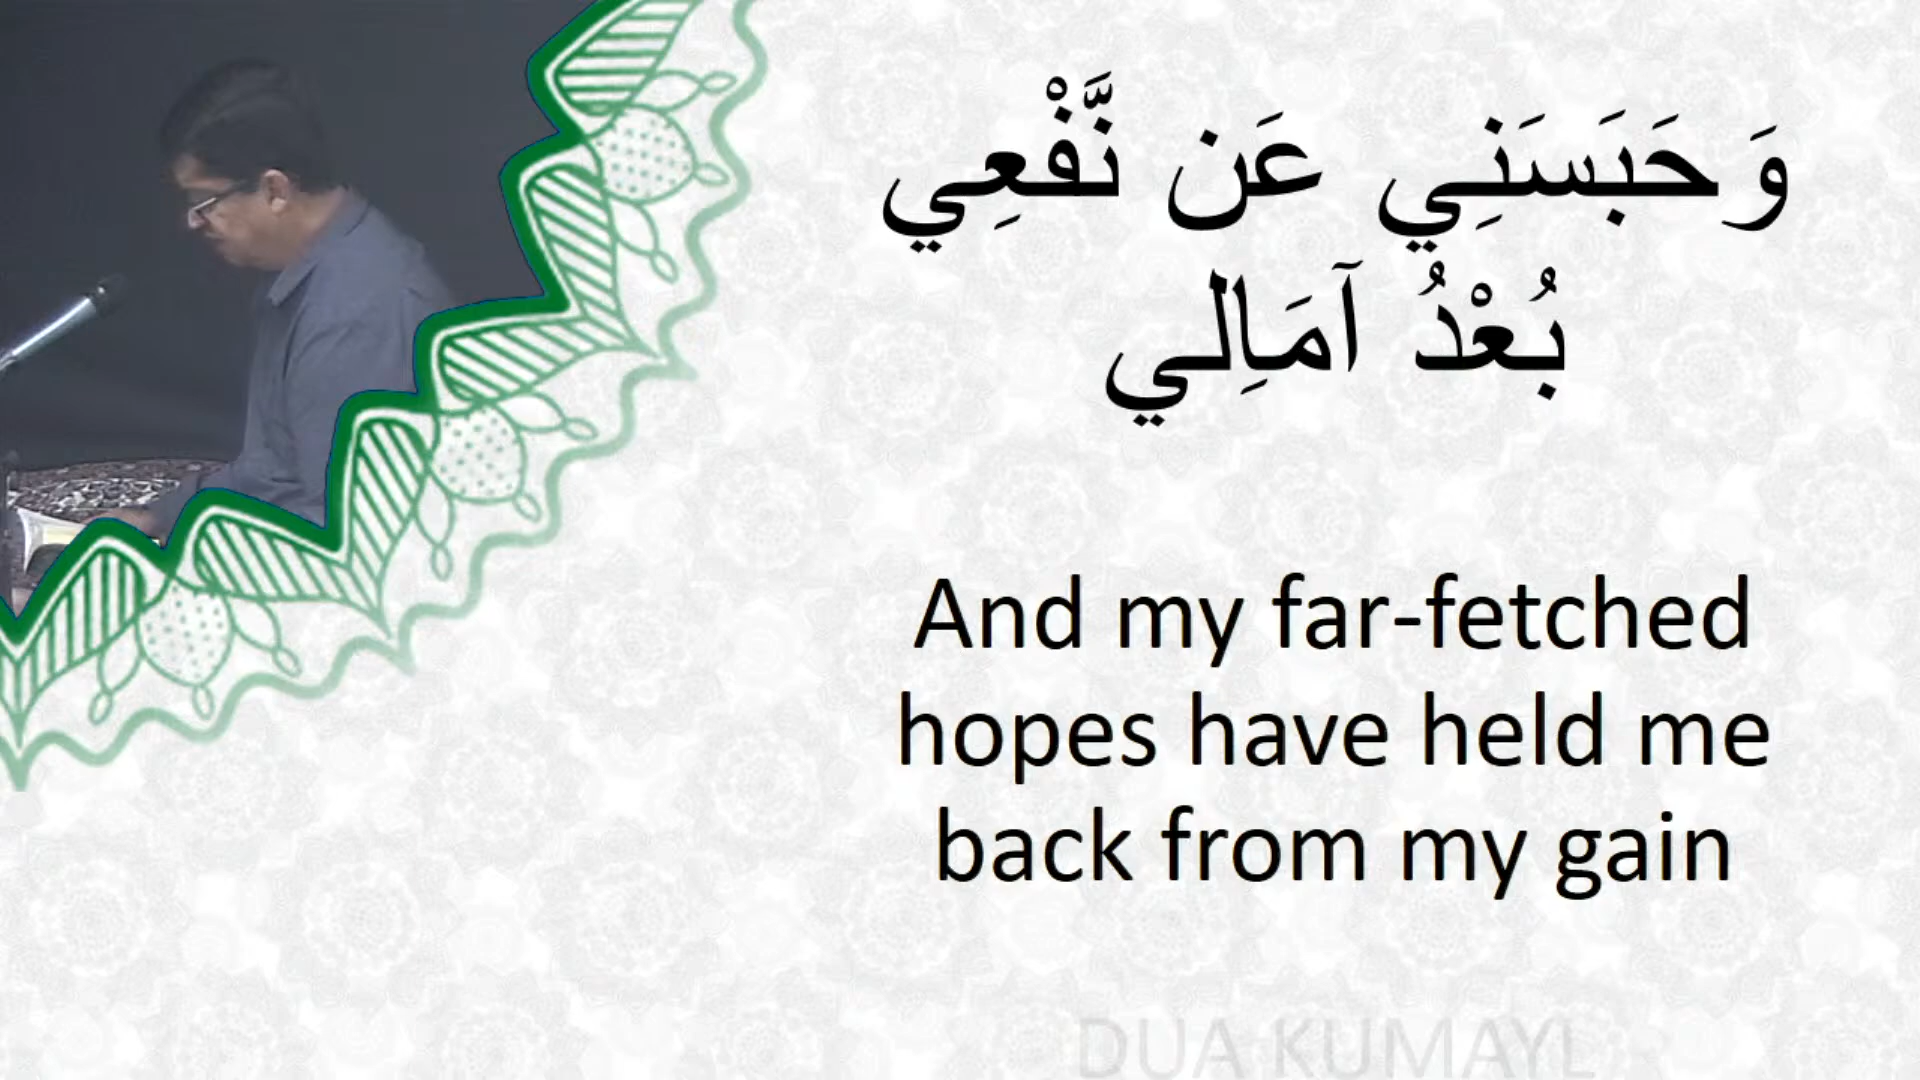 وَحَبَسَنِي عَن نَّفْعِي
بُعْدُ آمَالِي
And my far-fetched
hopes have held me
back from my gain
DUA KUMAYL